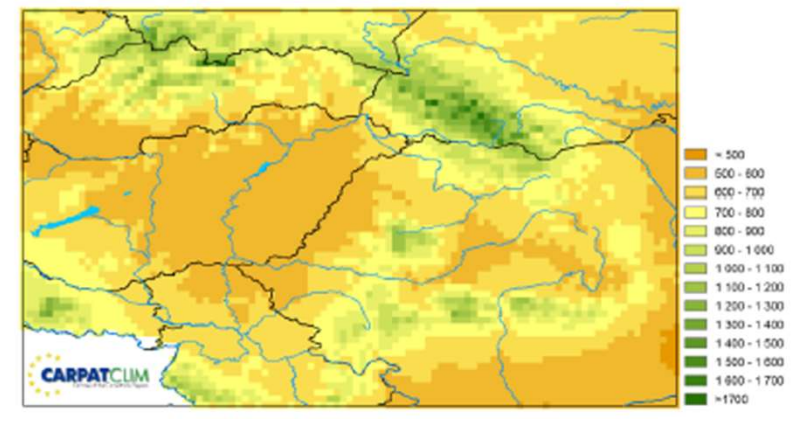 < 500
500 - 600
600 - 700
700 - 800
800 - 900
900 - 1 000
1 000 - 1 100
1 100 - 1 200
1 200 - 1 300
1 300 - 1 400
1 400 - 1 500
1 500 - 1 600
1 600 - 1 700
>1700
CARPATCLIM